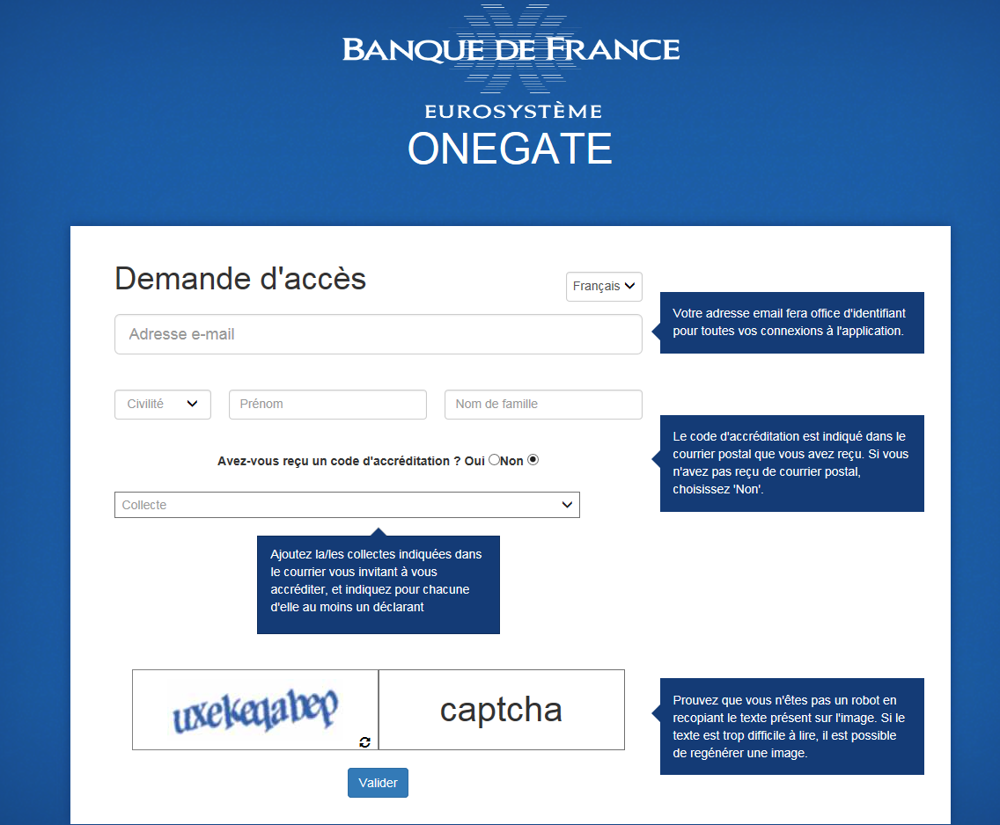 BANQUE DE FRANCE
EUROSYSTÈME
ONEGATE
Demande d'accès
Français
Adresse e-mail
Votre adresse email fera office d'identifiant
pour toutes vos connexions à l'application.
Civilité
Prénom
Nom de famille
Avez-vous reçu un code d'accréditation ? Oui Non
Le code d'accréditation est indiqué dans le
courrier postal que vous avez reçu. Si vous
n'avez pas reçu de courrier postal,
choisissez 'Non'.
Collecte
Ajoutez la/les collectes indiquées dans
le courrier vous invitant à vous
accréditer, et indiquez pour chacune
d'elle au moins un déclarant
uxekeqabep
captcha
Prouvez que vous n'êtes pas un robot en
recopiant le texte présent sur l'image. Si le
texte est trop difficile à lire, il est possible
de regénérer une image.
Valider